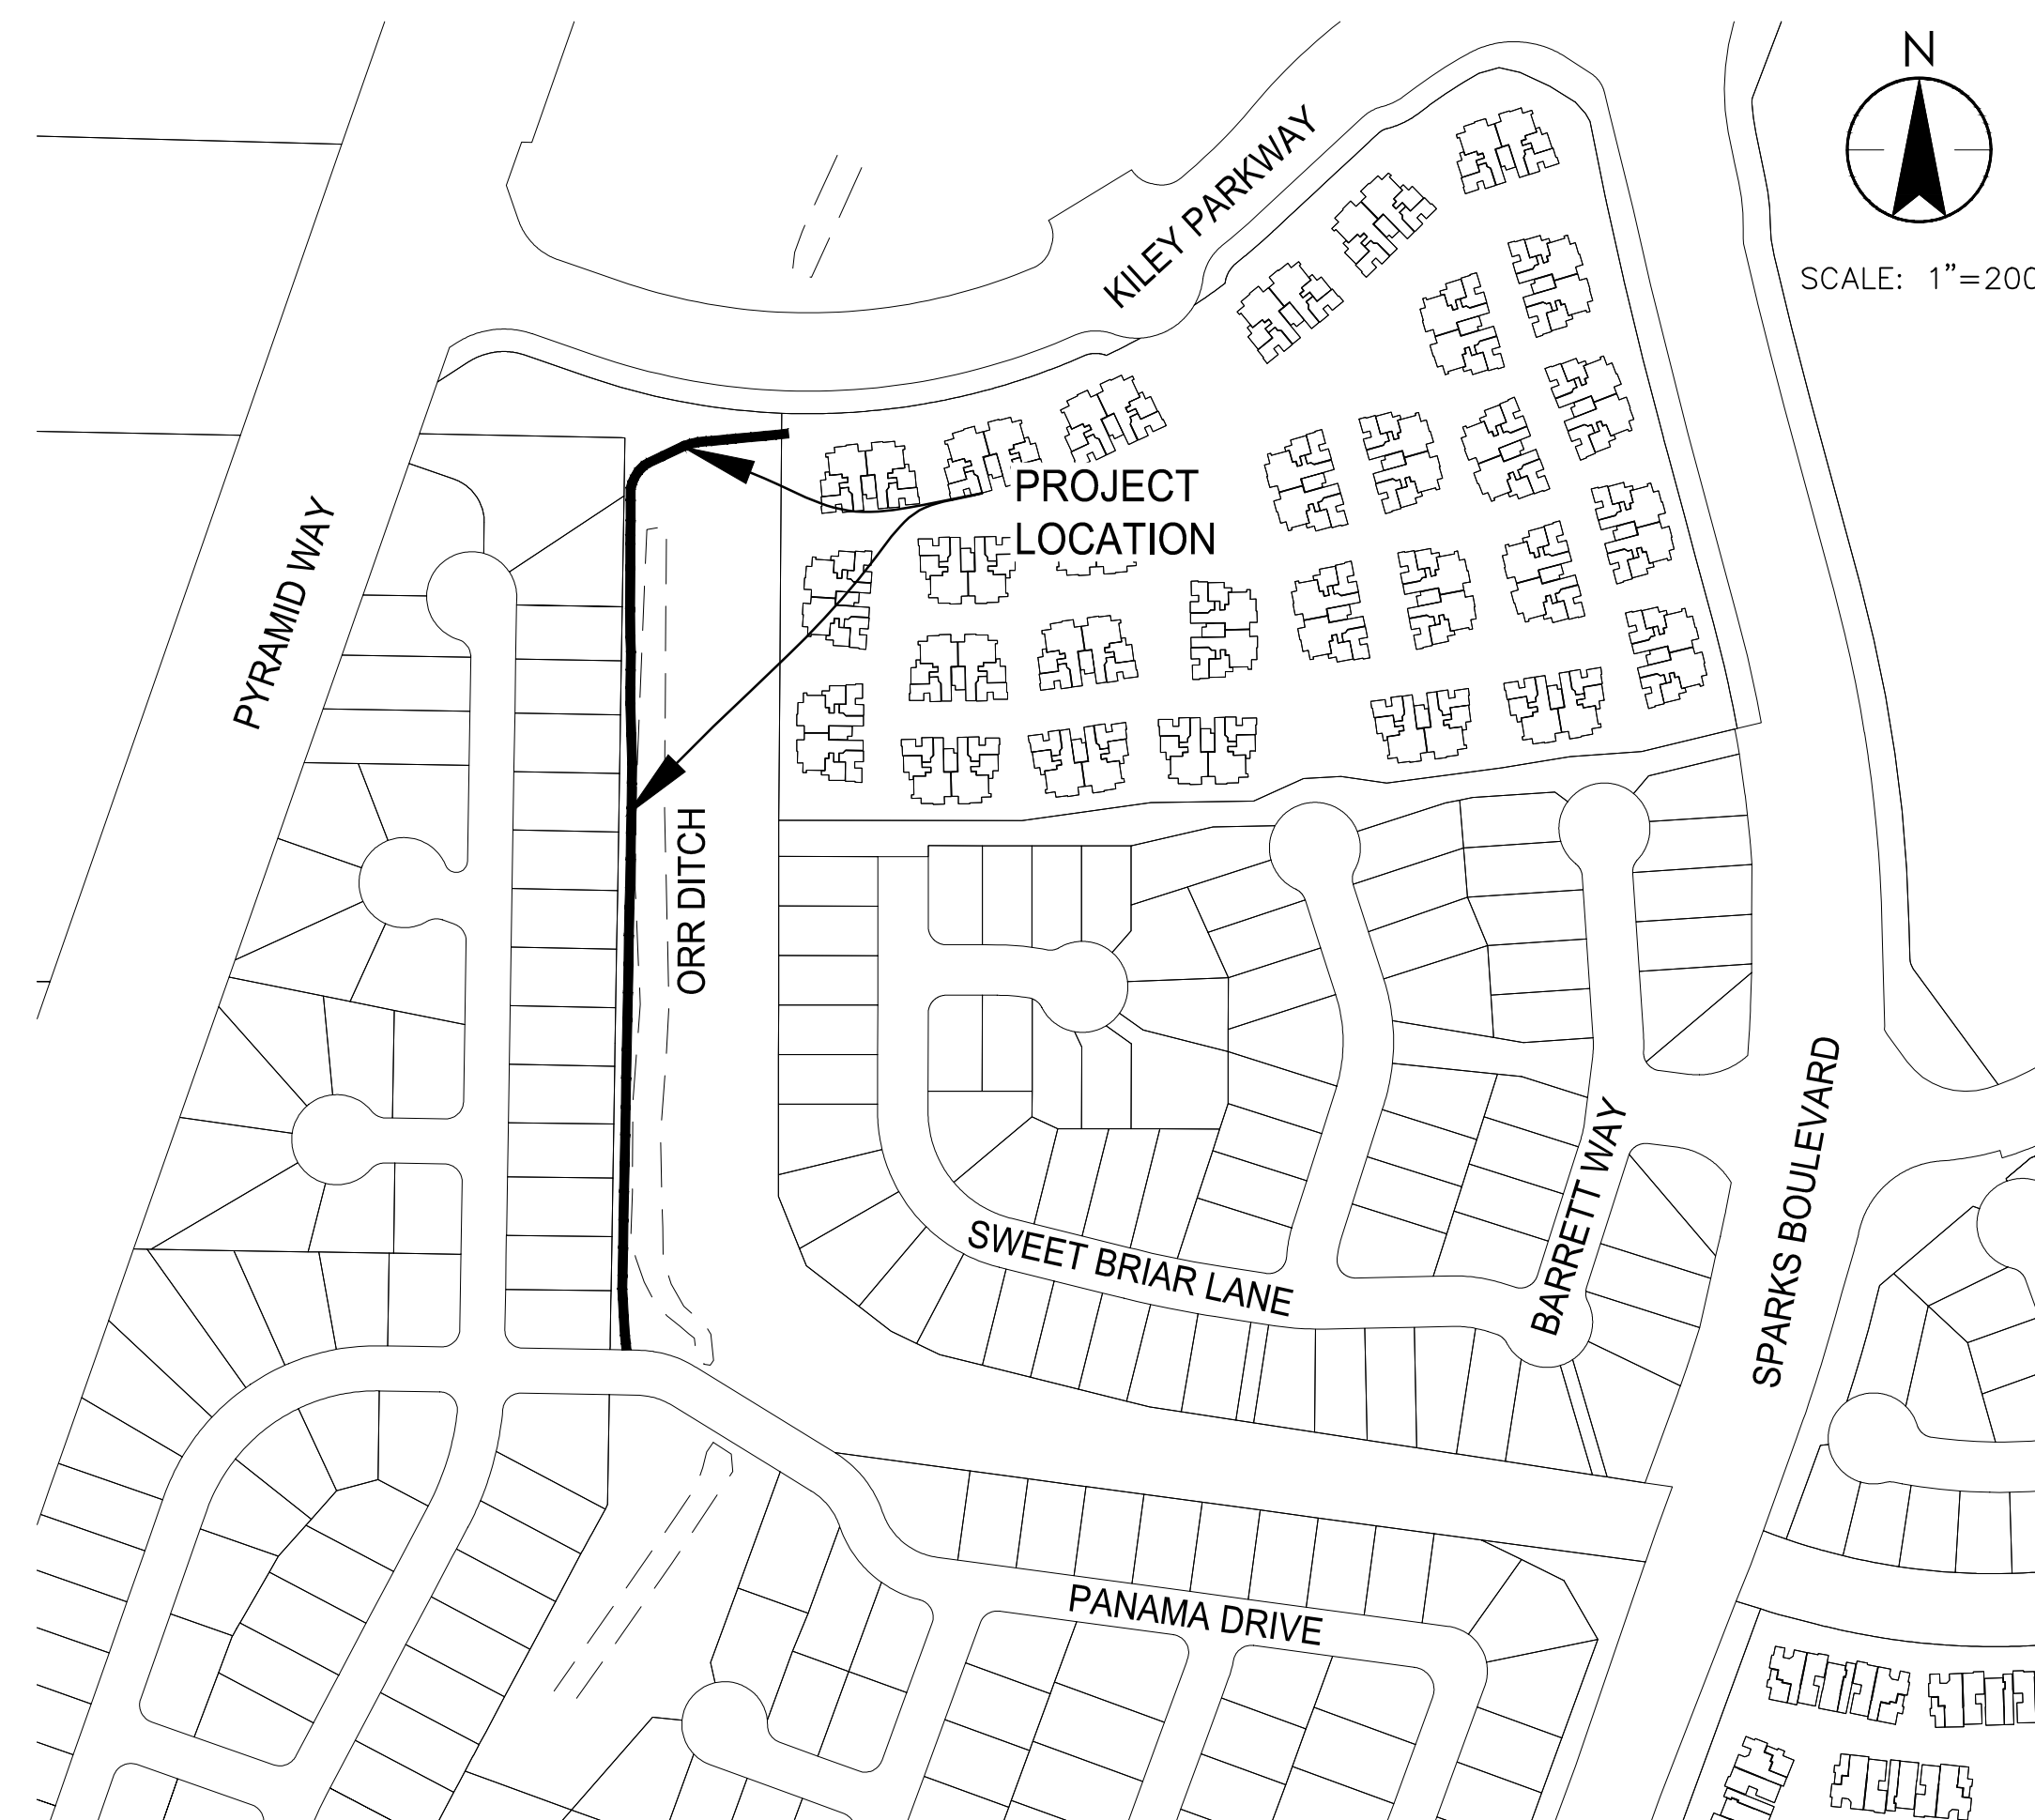 N
SCALE: 1"=200
KILEY PARKWAY
PROJECT
LOCATION
PYRAMID WAY
ORR DITCH
SWEET BRIAR LANE
BARRETT WAY
SPARKS BOULEVARD
PANAMA DRIVE